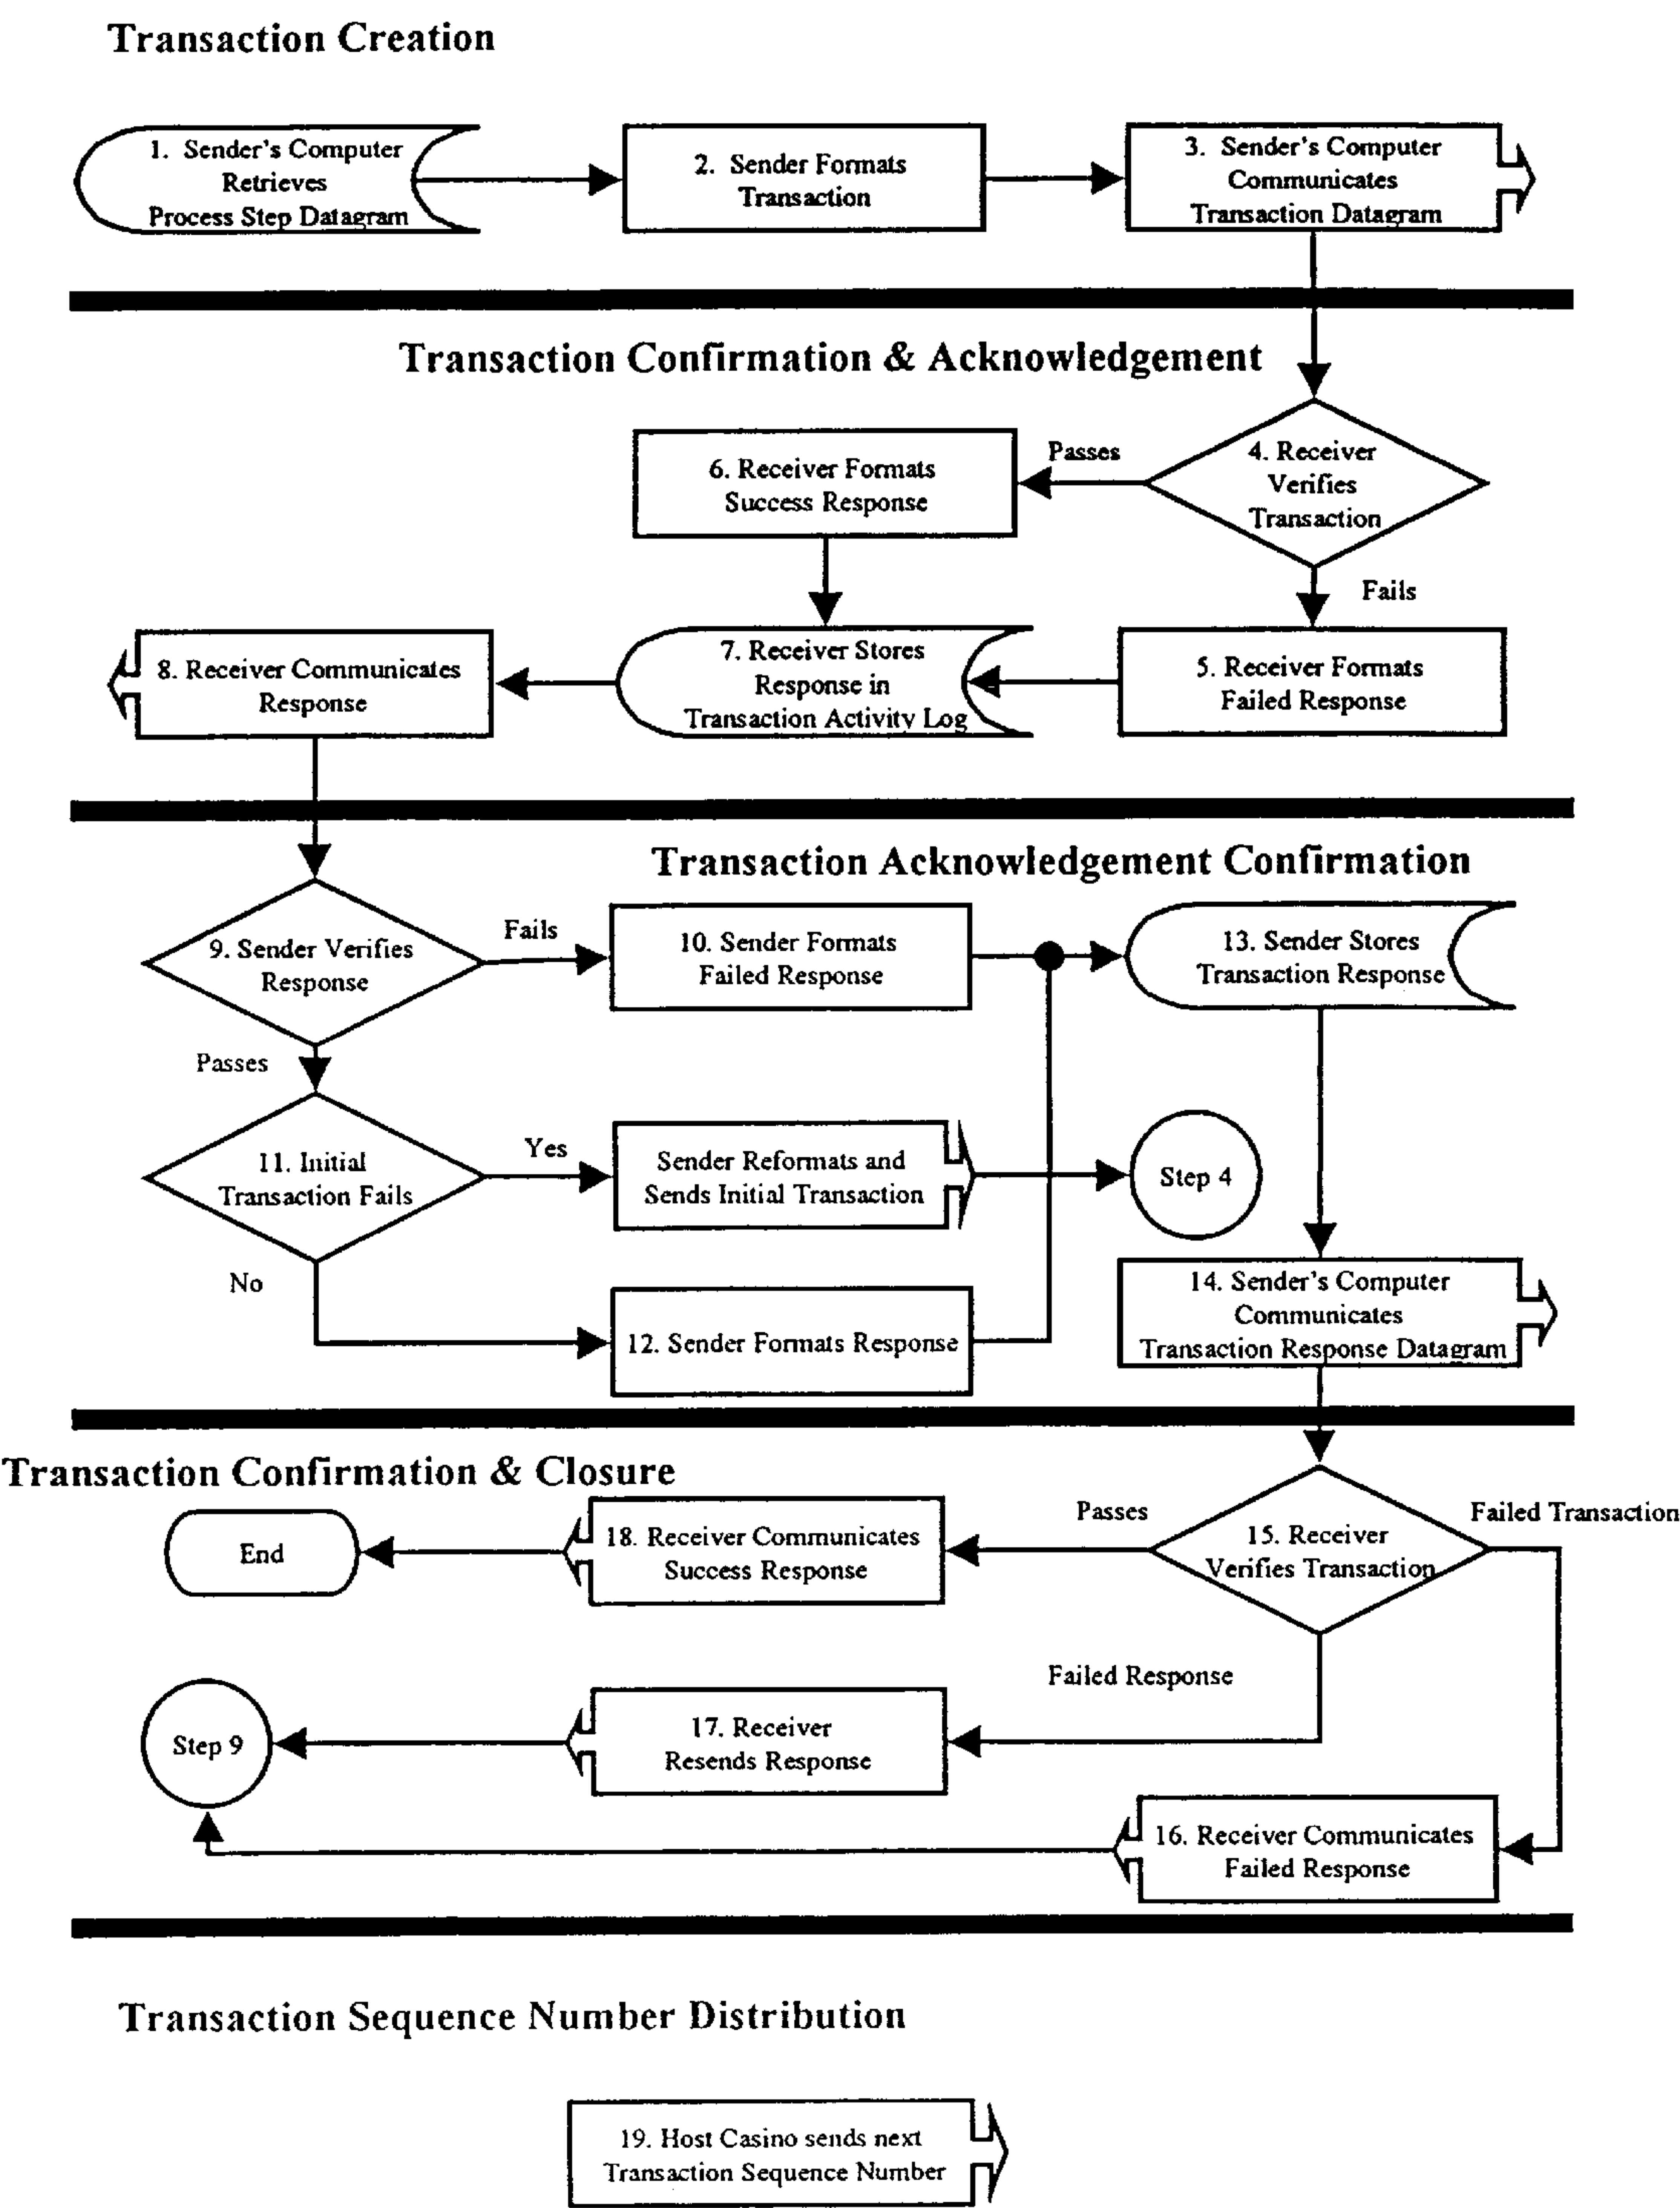 Transaction Creation
1. Sender's Computer
Retrieves
Process Step Datagram
2. Sender Formats
Transaction
3. Sender's Computer
Communicates
Transaction Datagram
Transaction Confirmation & Acknowledgement
4. Receiver
Verifies
Transaction
Passes
6. Receiver Formats
Success Response
Fails
5. Receiver Formats
Failed Response
7. Receiver Stores
Response in
Transaction Activity Log
8. Receiver Communicates
Response
Transaction Acknowledgement Confirmation
9. Sender Verifies
Response
Fails
10. Sender Formats
Failed Response
13. Sender Stores
Transaction Response
Passes
11. Initial
Transaction Fails
Yes
Sender Reformats and
Sends Initial Transaction
Step 4
No
12. Sender Formats Response
14. Sender's Computer
Communicates
Transaction Response Datagram
Transaction Confirmation & Closure
End
18. Receiver Communicates
Success Response
Passes
15. Receiver
Verifies Transaction
Failed Transaction
Failed Response
Step 9
17. Receiver
Resends Response
16. Receiver Communicates
Failed Response
Transaction Sequence Number Distribution
19. Host Casino sends next
Transaction Sequence Number